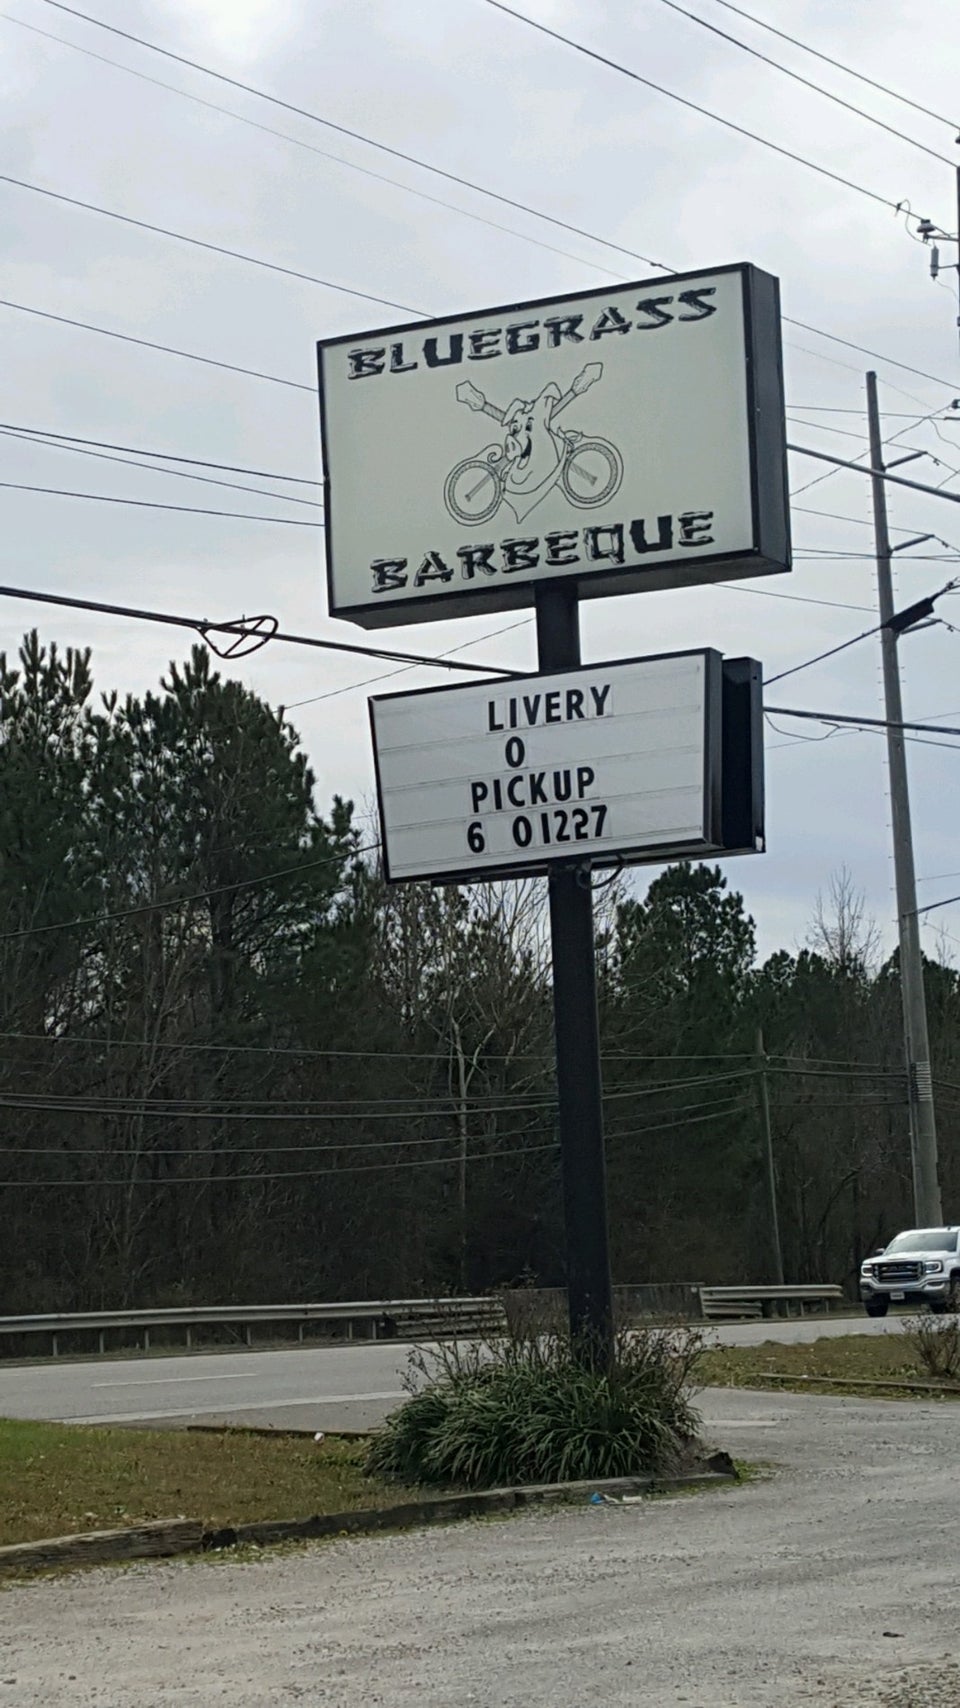 BLUEGRASS
BARBEQUE
LIVERY
O
PICKUP
6 01227